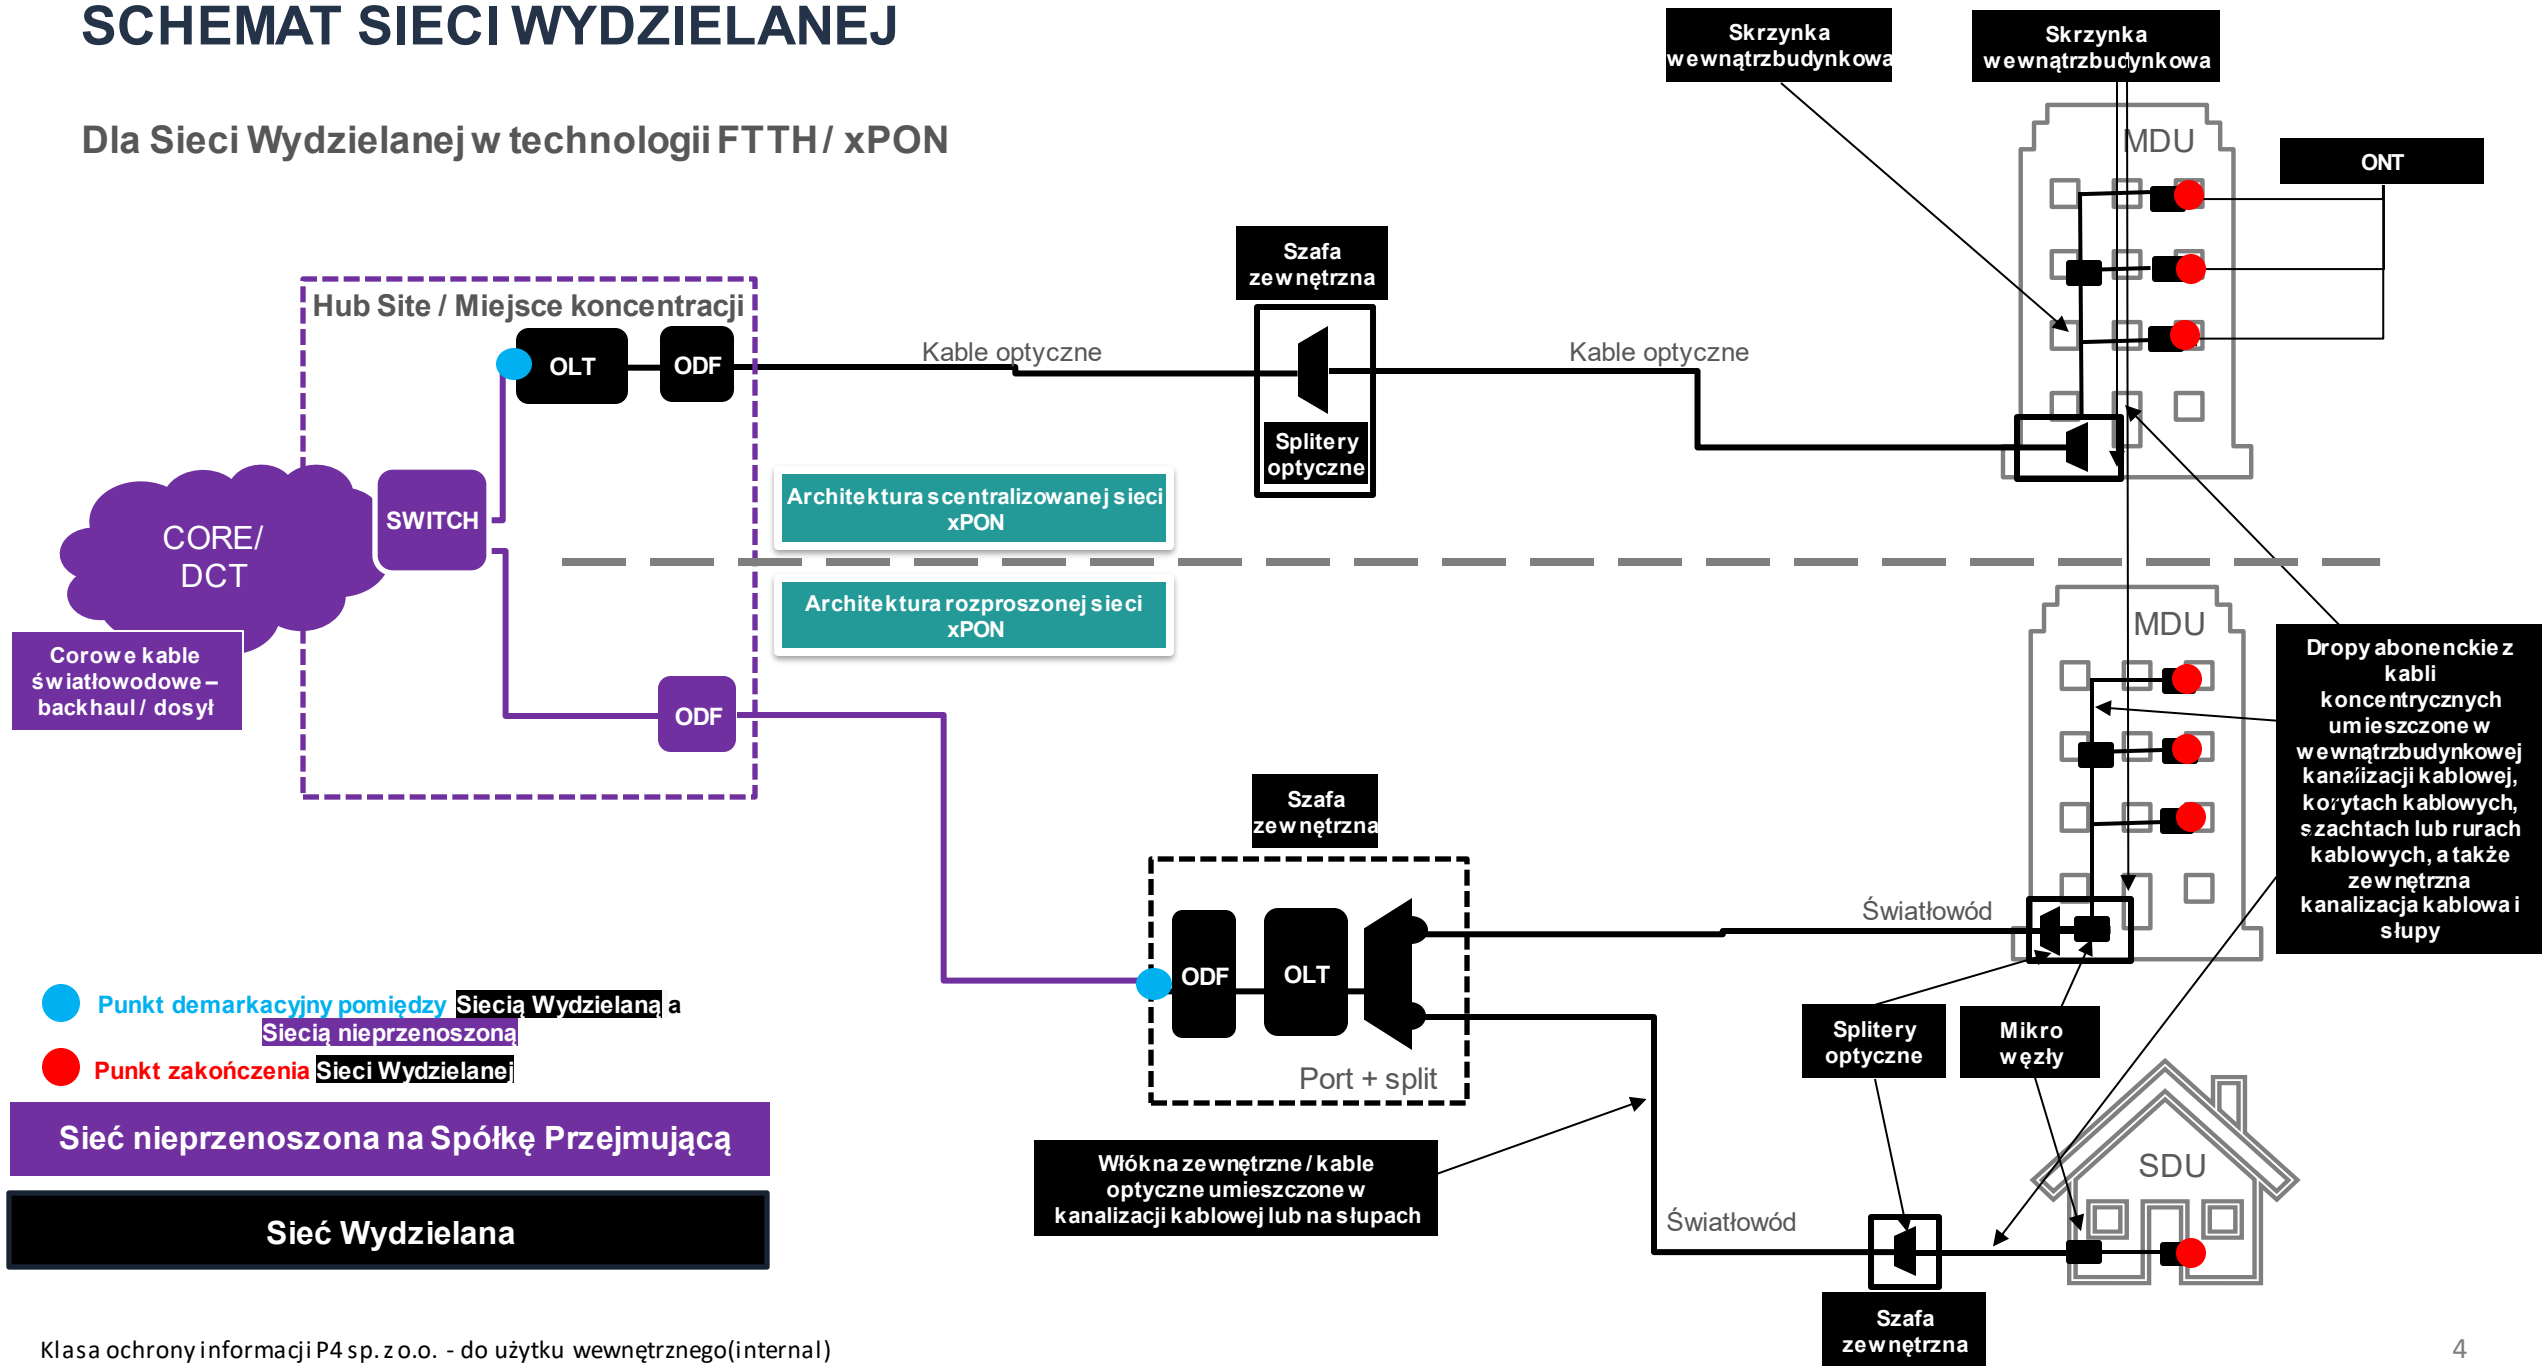 SCHEMAT SIECI WYDZIELANEJ
Dla Sieci Wydzielanej w technologii FTTH / xPON
Skrzynka
wewnątrzbudynkowa
Skrzynka
wewnątrzbudynkowa
MDU
ONT
Szafa
zewnętrzna
Hub Site / Miejsce koncentracji
OLT
ODF
Kable optyczne
Kable optyczne
Splitery
optyczne
SWITCH
CORE/
DCT
Architektura scentralizowanej sieci
xPON
Architektura rozproszonej sieci
xPON
Corowe kable
światłowodowe –
backhaul / dosył
ODF
MDU
Dropy abonenckie z
kabli
koncentrycznych
umieszczone w
wewnątrzbudynkowej
kanalizacji kablowej,
korytach kablowych,
szachtach lub rurach
kablowych, a także
zewnętrzna
kanalizacja kablowa i
słupy
Szafa
zewnętrzna
ODF
OLT
Port + split
Światłowód
Punkt demarkacyjny pomiędzy Siecią Wydzielaną a
Siecią nieprzenoszoną
Punkt zakończenia Sieci Wydzielanej
Splitery
optyczne
Mikro
węzły
Sieć nieprzenoszona na Spółkę Przejmującą
Włókna zewnętrzne / kable
optyczne umieszczone w
kanalizacji kablowej lub na słupach
SDU
Światłowód
Sieć Wydzielana
Szafa
zewnętrzna
Klasa ochrony informacji P4 sp. z o.o. - do użytku wewnętrznego(internal)
4